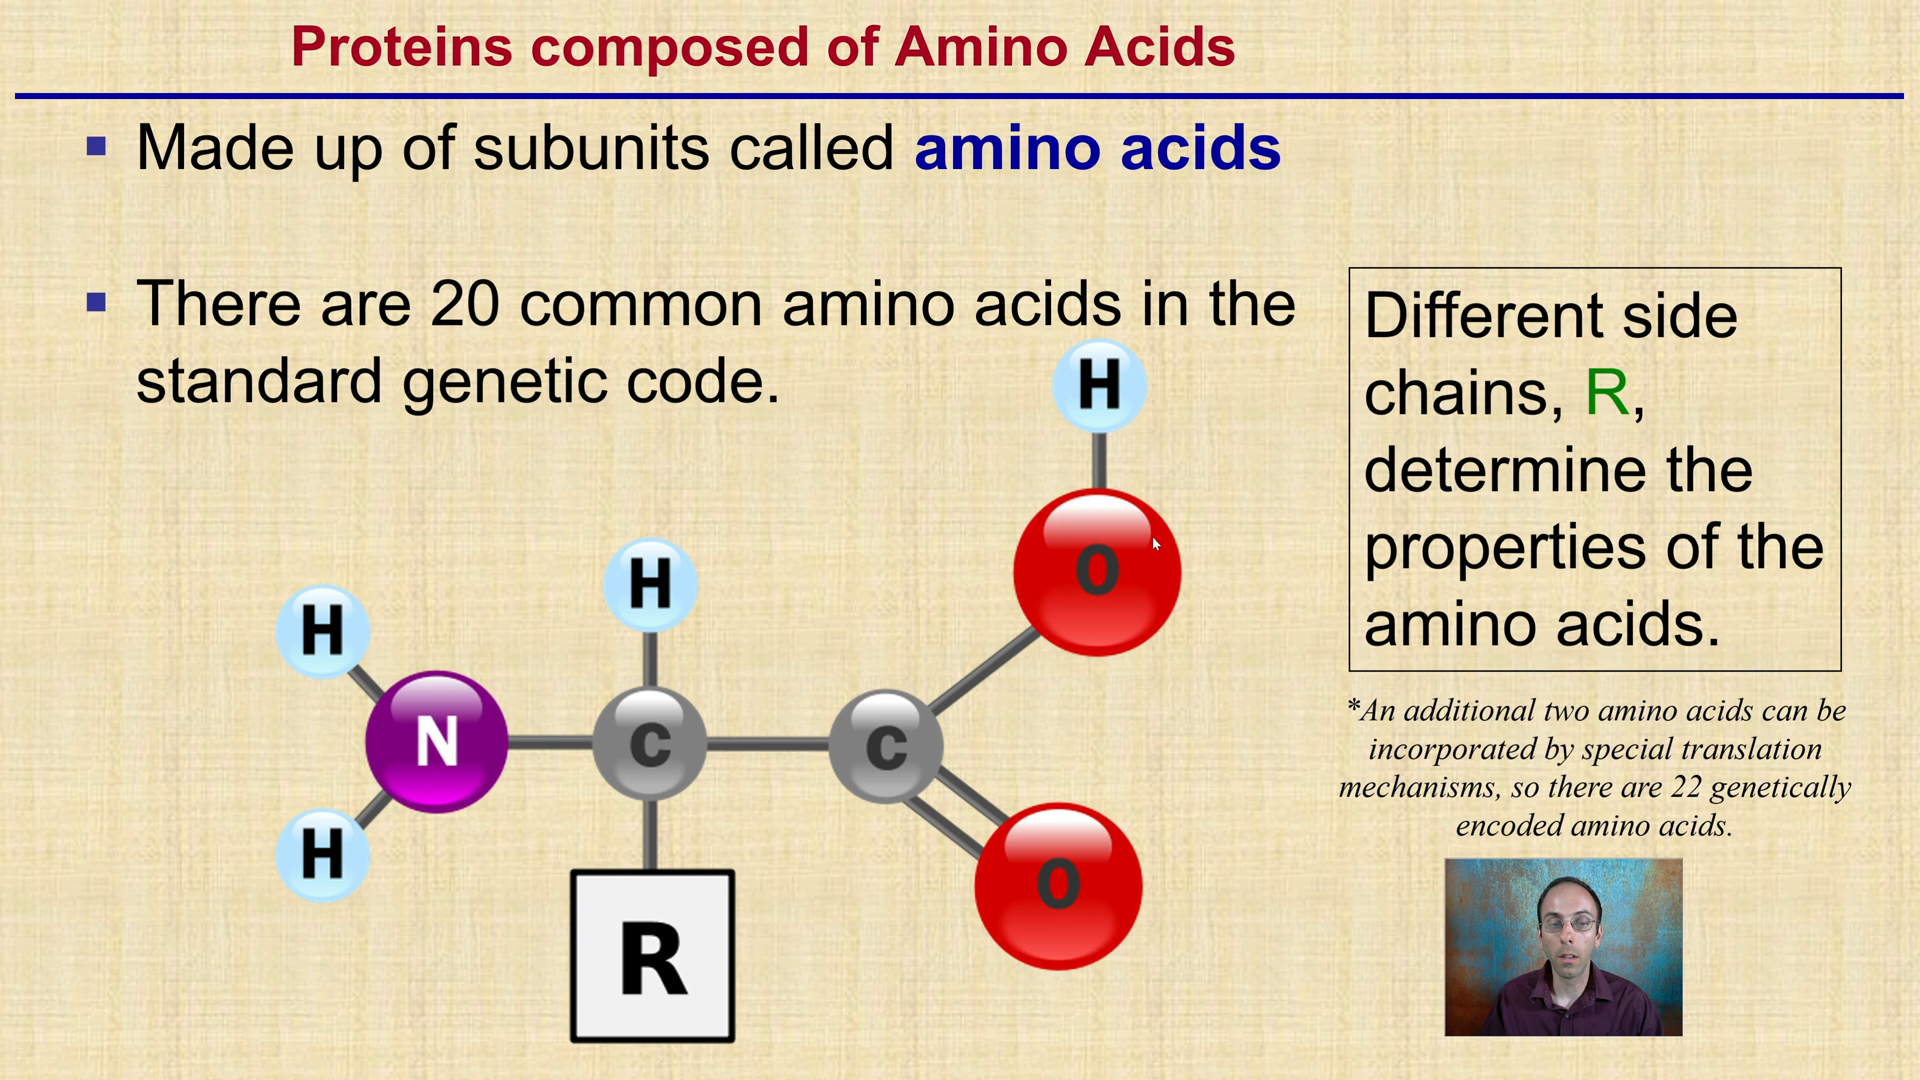 Proteins composed of Amino Acids
▪ Made up of subunits called amino acids
▪ There are 20 common amino acids in the
standard genetic code.
Different side
chains, R,
determine the
properties of the
amino acids.
*An additional two amino acids can be
incorporated by special translation
mechanisms, so there are 22 genetically
encoded amino acids.
H
O
H
H
N
C
C
H
O
R